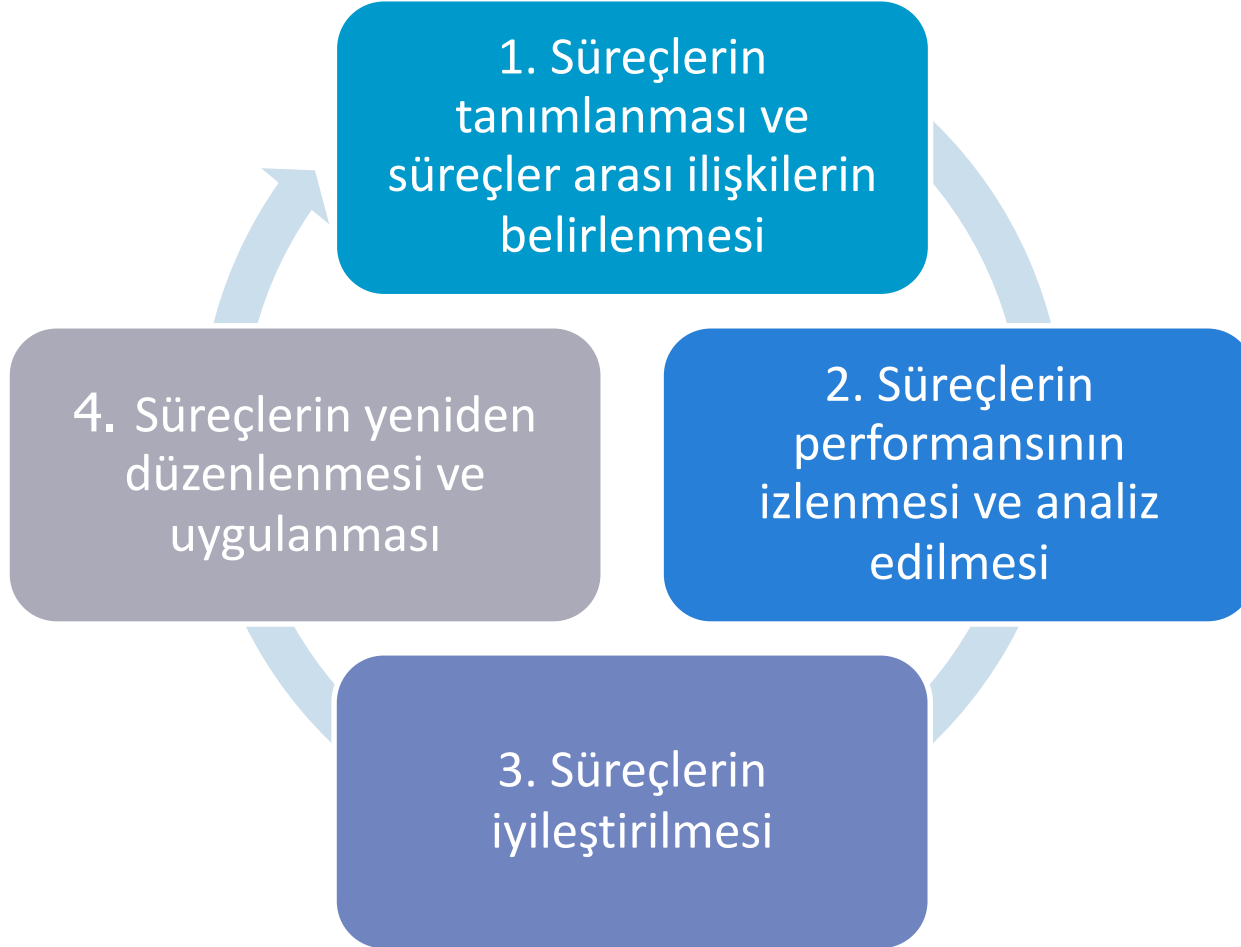 1. Süreçlerin
tanımlanması ve
süreçler arası ilişkilerin
belirlenmesi
2. Süreçlerin
performansının
izlenmesi ve analiz
edilmesi
3. Süreçlerin
iyileştirilmesi
4. Süreçlerin yeniden
düzenlenmesi ve
uygulanması